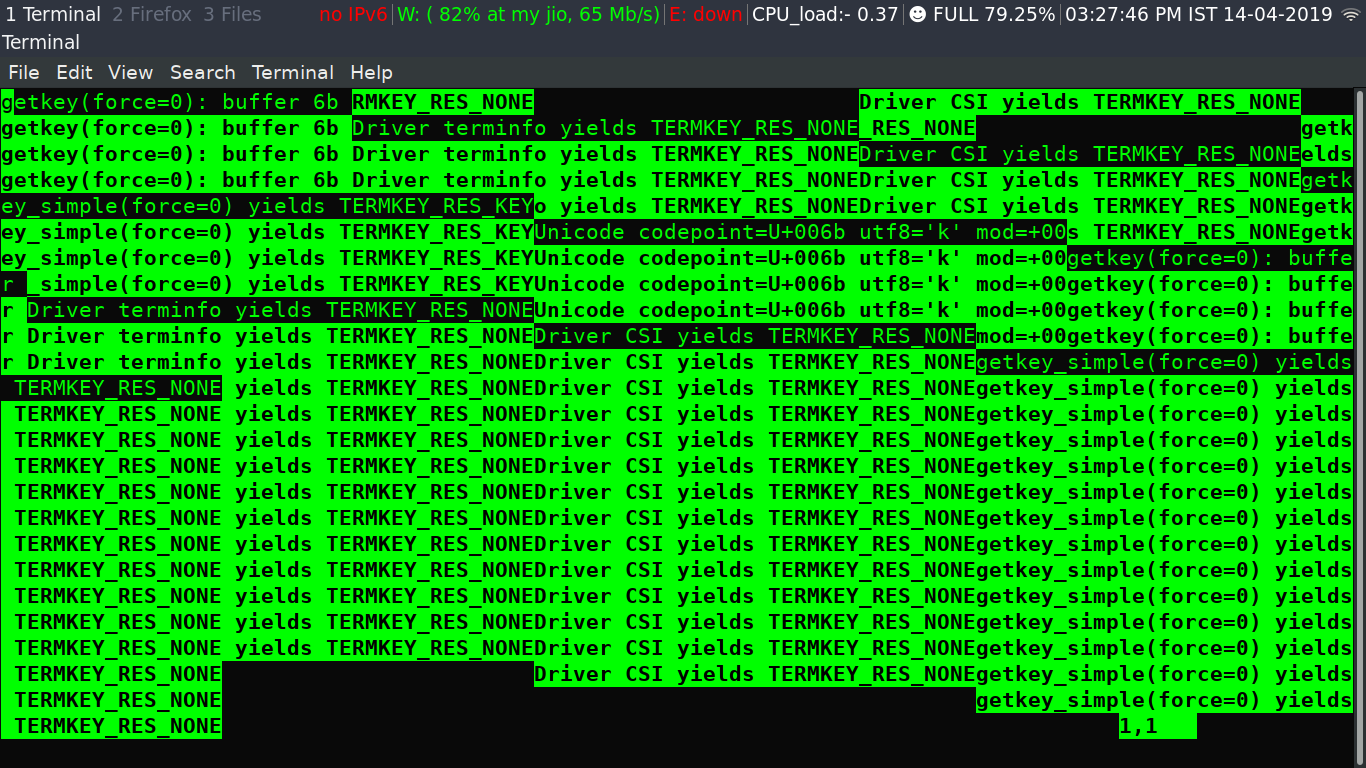 1 Terminal 2 Firefox 3 Files no IPv6|W: ( 82% at my jio, 65 Mb/s)|E: down|CPU_load:- 0.37|☻ FULL 79.25%|03:27:46 PM IST 14-04-2019
Terminal
File Edit View Search Terminal Help
getkey(force=0): buffer 6b RMKEY_RES_NONE                         Driver CSI yields TERMKEY_RES_NONE
getkey(force=0): buffer 6b Driver terminfo yields TERMKEY_RES_NONE_RES_NONE                         getk
getkey(force=0): buffer 6b Driver terminfo yields TERMKEY_RES_NONEDriver CSI yields TERMKEY_RES_NONEelds
getkey(force=0): buffer 6b Driver terminfo yields TERMKEY_RES_NONEDriver CSI yields TERMKEY_RES_NONEgetk
ey_simple(force=0) yields TERMKEY_RES_KEYo yields TERMKEY_RES_NONEDriver CSI yields TERMKEY_RES_NONEgetk
ey_simple(force=0) yields TERMKEY_RES_KEYUnicode codepoint=U+006b utf8='k' mod=+00s TERMKEY_RES_NONEgetk
ey_simple(force=0) yields TERMKEY_RES_KEYUnicode codepoint=U+006b utf8='k' mod=+00getkey(force=0): buffe
r _simple(force=0) yields TERMKEY_RES_KEYUnicode codepoint=U+006b utf8='k' mod=+00getkey(force=0): buffe
r Driver terminfo yields TERMKEY_RES_NONEUnicode codepoint=U+006b utf8='k' mod=+00getkey(force=0): buffe
r Driver terminfo yields TERMKEY_RES_NONEDriver CSI yields TERMKEY_RES_NONEmod=+00getkey(force=0): buffe
r Driver terminfo yields TERMKEY_RES_NONEDriver CSI yields TERMKEY_RES_NONEgetkey_simple(force=0) yields
 TERMKEY_RES_NONE yields TERMKEY_RES_NONEDriver CSI yields TERMKEY_RES_NONEgetkey_simple(force=0) yields
 TERMKEY_RES_NONE yields TERMKEY_RES_NONEDriver CSI yields TERMKEY_RES_NONEgetkey_simple(force=0) yields
 TERMKEY_RES_NONE yields TERMKEY_RES_NONEDriver CSI yields TERMKEY_RES_NONEgetkey_simple(force=0) yields
 TERMKEY_RES_NONE yields TERMKEY_RES_NONEDriver CSI yields TERMKEY_RES_NONEgetkey_simple(force=0) yields
 TERMKEY_RES_NONE yields TERMKEY_RES_NONEDriver CSI yields TERMKEY_RES_NONEgetkey_simple(force=0) yields
 TERMKEY_RES_NONE yields TERMKEY_RES_NONEDriver CSI yields TERMKEY_RES_NONEgetkey_simple(force=0) yields
 TERMKEY_RES_NONE yields TERMKEY_RES_NONEDriver CSI yields TERMKEY_RES_NONEgetkey_simple(force=0) yields
 TERMKEY_RES_NONE yields TERMKEY_RES_NONEDriver CSI yields TERMKEY_RES_NONEgetkey_simple(force=0) yields
 TERMKEY_RES_NONE yields TERMKEY_RES_NONEDriver CSI yields TERMKEY_RES_NONEgetkey_simple(force=0) yields
 TERMKEY_RES_NONE yields TERMKEY_RES_NONEDriver CSI yields TERMKEY_RES_NONEgetkey_simple(force=0) yields
 TERMKEY_RES_NONE yields TERMKEY_RES_NONEDriver CSI yields TERMKEY_RES_NONEgetkey_simple(force=0) yields
 TERMKEY_RES_NONE                        Driver CSI yields TERMKEY_RES_NONEgetkey_simple(force=0) yields
 TERMKEY_RES_NONE                                                          getkey_simple(force=0) yields
 TERMKEY_RES_NONE                                                                     1,1